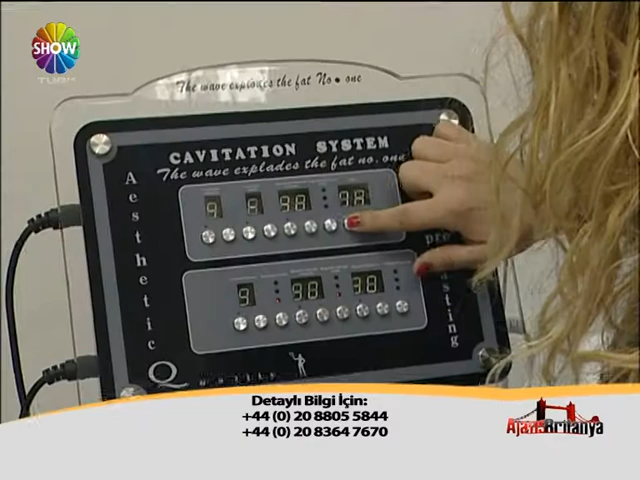 SHOW
TURK
The wave explodes the fat No. one
CAVITATION SYSTEM
The wave explades the fat no. one
Aesthetic
Detaylı Bilgi İçin:
+44 (0) 20 8805 5844
+44 (0) 20 8364 7670
AjansBritanya